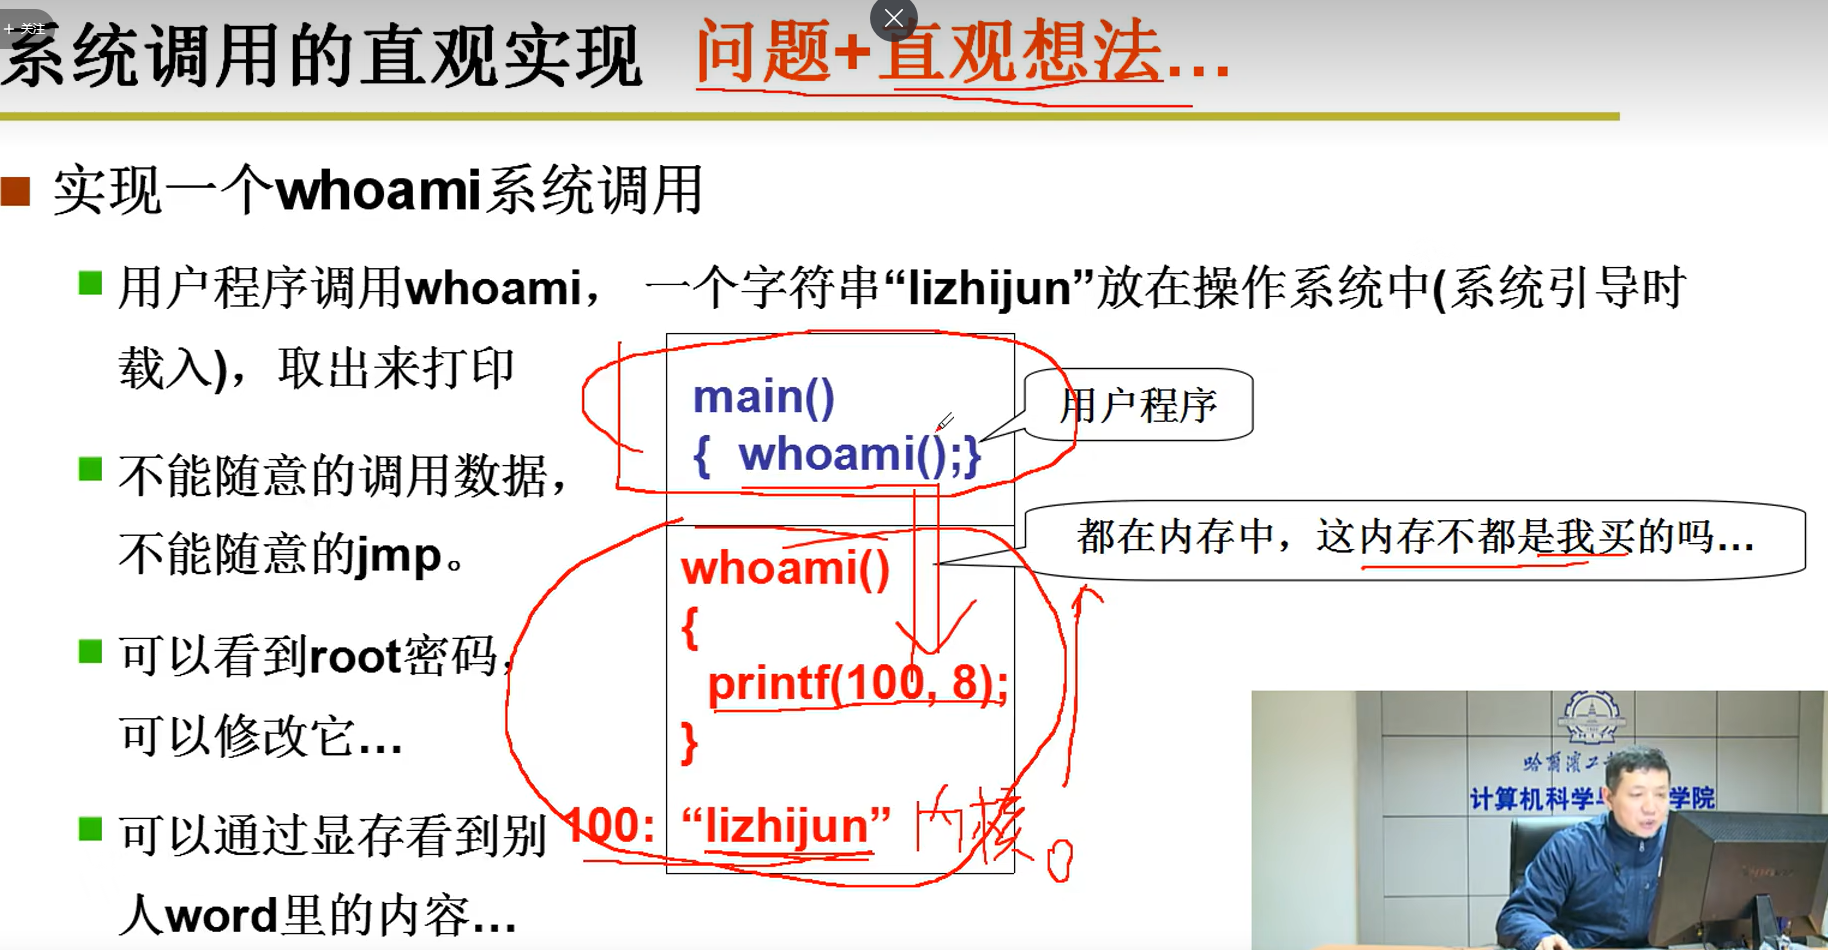 + 关注
系统调用的直观实现 问题+直观想法...
实现一个whoami系统调用
用户程序调用whoami，一个字符串“lizhijun”放在操作系统中(系统引导时
载入)，取出来打印
main()
{ whoami();}
用户程序
不能随意的调用数据，
不能随意的jmp。
都在内存中，这内存不都是我买的吗...
whoami()
{
printf(100, 8);
}
可以看到root密码，
可以修改它...
100: “lizhijun” 内核。
可以通过显存看到别
人word里的内容...
哈尔滨工
计算机科学与 学院